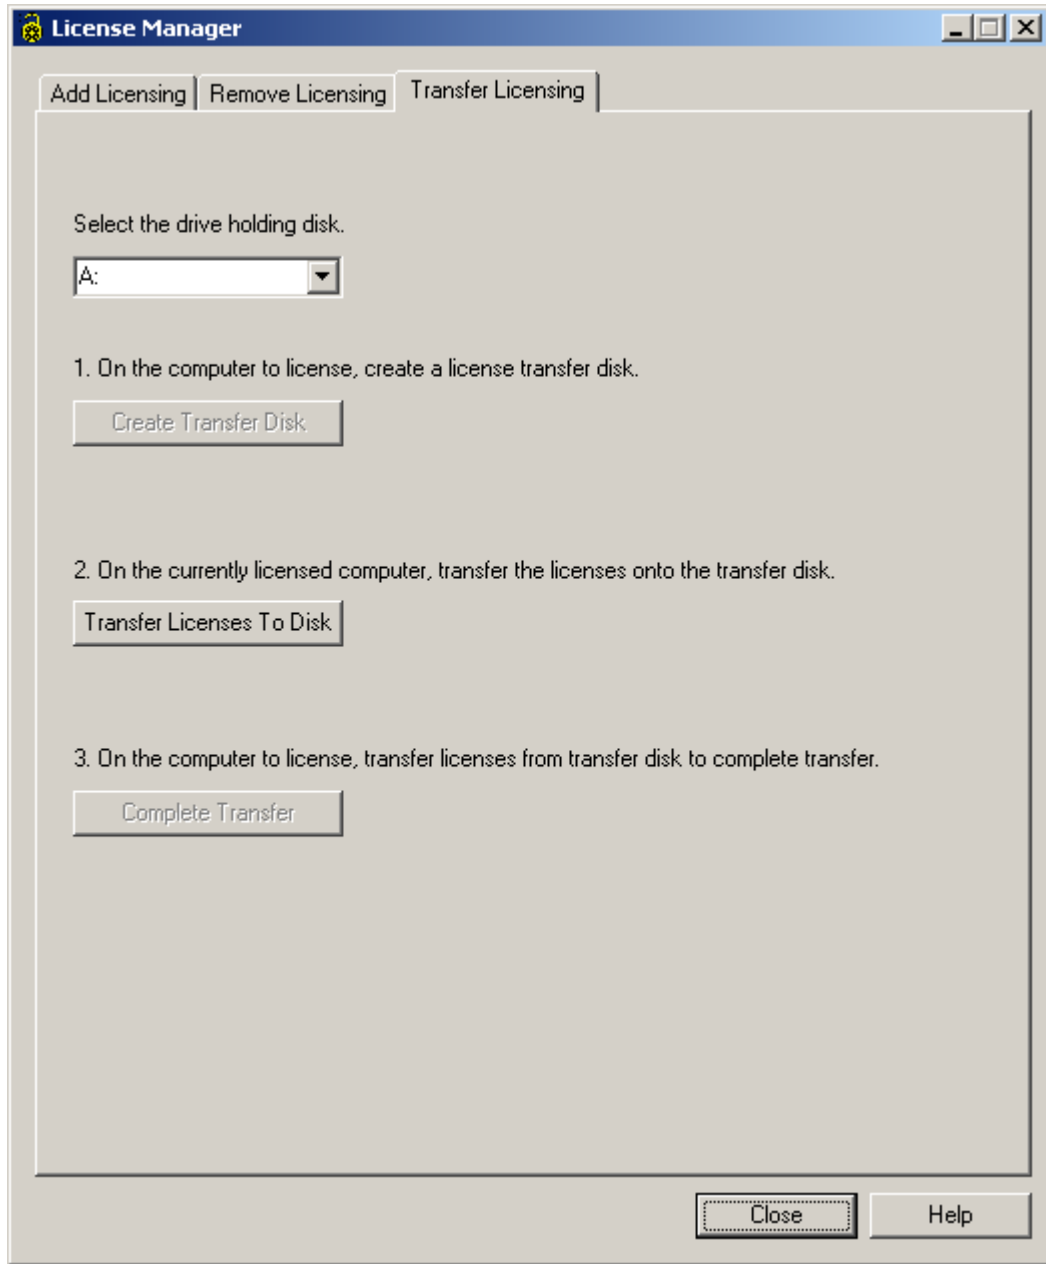 License Manager
Add Licensing
Remove Licensing
Transfer Licensing
Select the drive holding disk.
A:
1. On the computer to license, create a license transfer disk.
Create Transfer Disk
2. On the currently licensed computer, transfer the licenses onto the transfer disk.
Transfer Licenses To Disk
3. On the computer to license, transfer licenses from transfer disk to complete transfer.
Complete Transfer
Close
Help